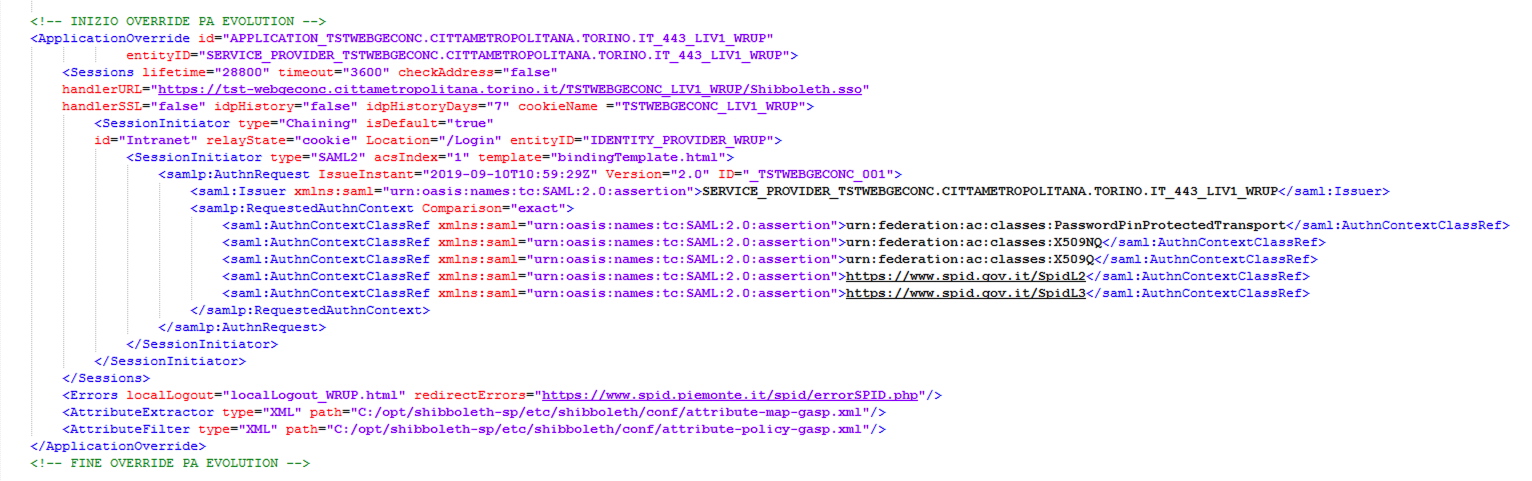 <!-- INIZIO OVERRIDE PA EVOLUTION -->
<ApplicationOverride id="APPLICATION_TSTWEBGECONC.CITTAMETROPOLITANA.TORINO.IT_443_LIV1_WRUP"
entityID="SERVICE_PROVIDER_TSTWEBGECONC.CITTAMETROPOLITANA.TORINO.IT_443_LIV1_WRUP">
<Sessions lifetime="28800" timeout="3600" checkAddress="false"
handlerURL="https://tst-webgeconc.cittametropolitana.torino.it/TSTWEBGECONC_LIV1_WRUP/Shibboleth.sso"
handlerSSL="false" idpHistory="false" idpHistoryDays="7" cookieName ="TSTWEBGECONC_LIV1_WRUP">
<SessionInitiator type="Chaining" isDefault="true"
id="Intranet" relayState="cookie" Location="/Login" entityID="IDENTITY_PROVIDER_WRUP">
<SessionInitiator type="SAML2" acsIndex="1" template="bindingTemplate.html">
<samlp:AuthnRequest IssueInstant="2019-09-10T10:59:29Z" Version="2.0" ID="_TSTWEBGECONC_001">
<saml:Issuer xmlns:saml="urn:oasis:names:tc:SAML:2.0:assertion">SERVICE_PROVIDER_TSTWEBGECONC.CITTAMETROPOLITANA.TORINO.IT_443_LIV1_WRUP</saml:Issuer>
<samlp:RequestedAuthnContext Comparison="exact">
<saml:AuthnContextClassRef xmlns:saml="urn:oasis:names:tc:SAML:2.0:assertion">urn:federation:ac:classes:PasswordPinProtectedTransport</saml:AuthnContextClassRef>
<saml:AuthnContextClassRef xmlns:saml="urn:oasis:names:tc:SAML:2.0:assertion">urn:federation:ac:classes:X509NQ</saml:AuthnContextClassRef>
<saml:AuthnContextClassRef xmlns:saml="urn:oasis:names:tc:SAML:2.0:assertion">urn:federation:ac:classes:X509Q</saml:AuthnContextClassRef>
<saml:AuthnContextClassRef xmlns:saml="urn:oasis:names:tc:SAML:2.0:assertion">https://www.spid.gov.it/SpidL2</saml:AuthnContextClassRef>
<saml:AuthnContextClassRef xmlns:saml="urn:oasis:names:tc:SAML:2.0:assertion">https://www.spid.gov.it/SpidL3</saml:AuthnContextClassRef>
</samlp:RequestedAuthnContext>
</samlp:AuthnRequest>
</SessionInitiator>
</SessionInitiator>
</Sessions>
<Errors localLogout="localLogout_WRUP.html" redirectErrors="https://www.spid.piemonte.it/spid/errorSPID.php"/>
<AttributeExtractor type="XML" path="C:/opt/shibboleth-sp/etc/shibboleth/conf/attribute-map-gasp.xml"/>
<AttributeFilter type="XML" path="C:/opt/shibboleth-sp/etc/shibboleth/conf/attribute-policy-gasp.xml"/>
</ApplicationOverride>
<!-- FINE OVERRIDE PA EVOLUTION -->